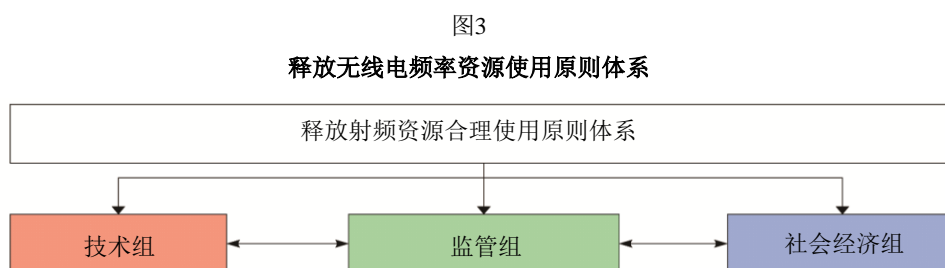 图3
释放无线电频率资源使用原则体系
释放射频资源合理使用原则体系
技术组
监管组
社会经济组